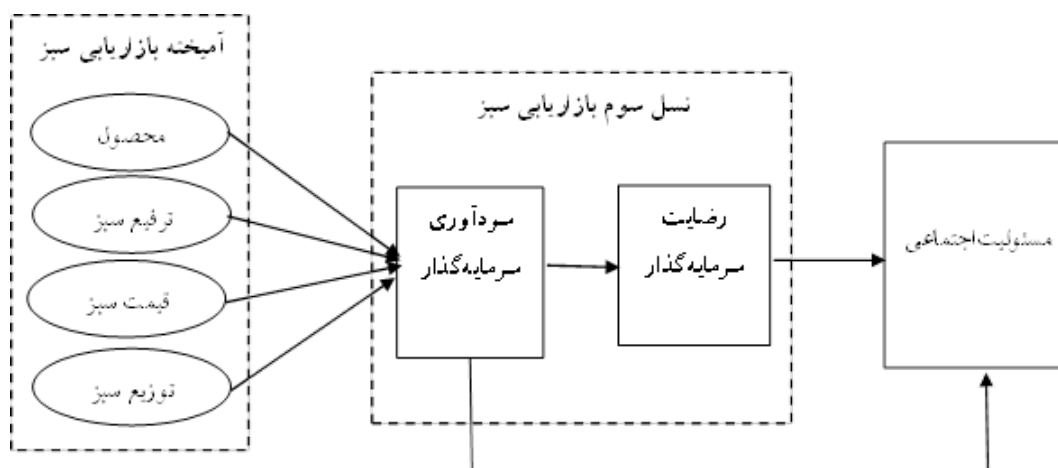 آمیخته بازاریابی سبز
محصول
ترفیع سبز
قیمت سبز
توزیع سبز
نسل سوم بازاریابی سبز
سودآوری
سرمایه‌گذار
رضایت
سرمایه‌گذار
مسئولیت اجتماعی